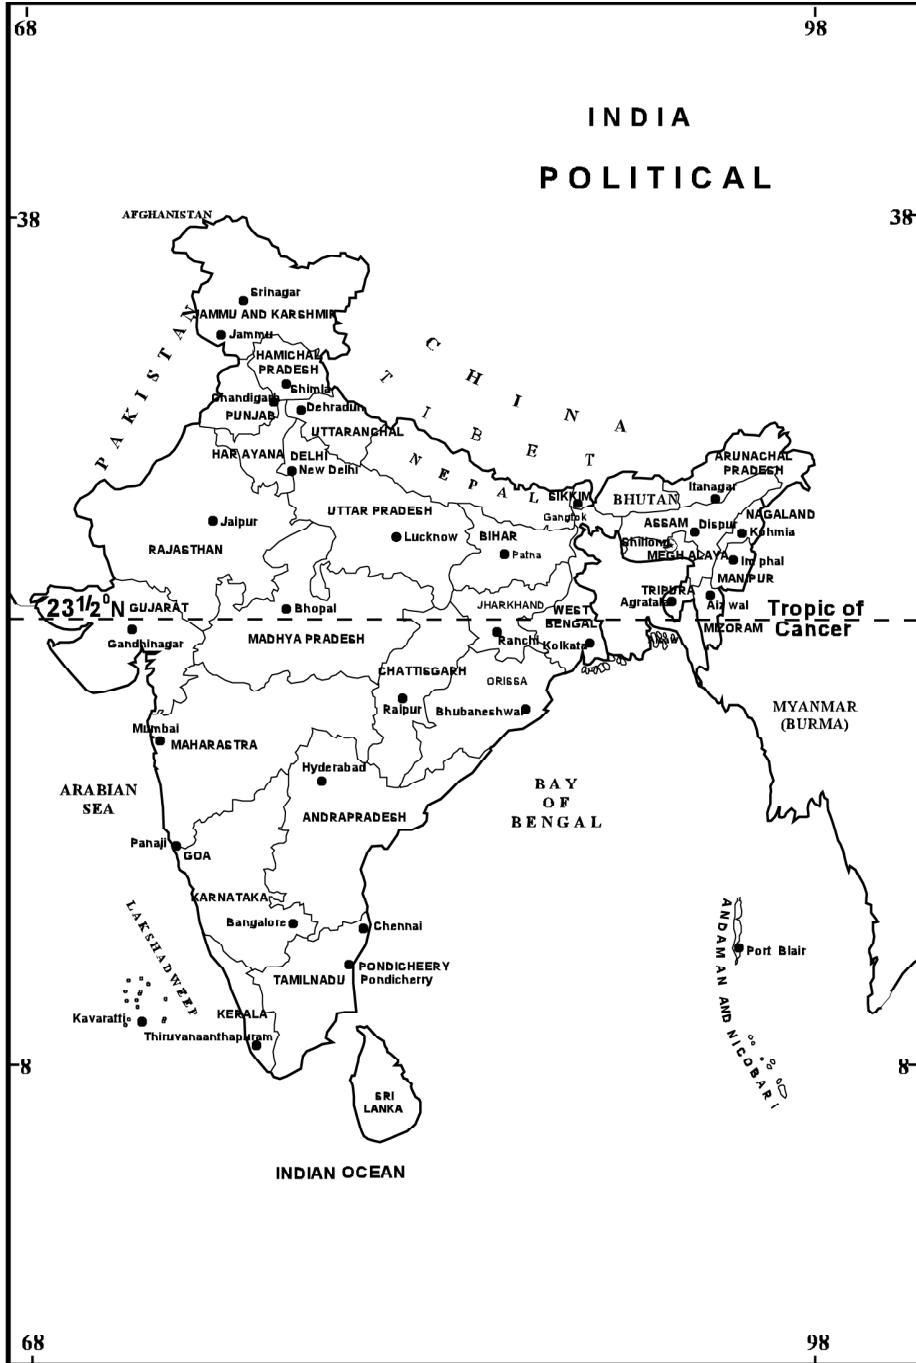 68
98
INDIA
POLITICAL
38
38
AFGHANISTAN
Srinagar
JAMMU AND KARSHMIR
Jammu
PAKISTAN
CHINA
TIBET
HAMICHAL
PRADESH
Shimla
Chandigarh
PUNJAB
Dehradun
UTTARANCHAL
HARAYANA
DELHI
New Delhi
NEPAL
ARUNACHAL
PRADESH
Itanagar
SIKKIM
BHUTAN
Gangtok
NAGALAND
UTTAR PRADESH
Jaipur
ASSAM
Dispur
Kohmia
Lucknow
BIHAR
Shillong
RAJASTHAN
Patna
MEGHALAYA
Imphal
MANIPUR
TRIPURA
23 1/2 0 N
GUJARAT
Bhopal
JHARKHAND
WEST
BENGAL
Agratala
Aizwal
Tropic of
Cancer
Gandhinagar
MADHYA PRADESH
Ranchi
Kolkata
MIZORAM
CHATTISGARH
ORISSA
Raipur
Bhubaneshwar
MYANMAR
(BURMA)
Mumbai
MAHARASTRA
Hyderabad
ARABIAN
SEA
BAY
OF
BENGAL
ANDRAPRADESH
Panaji
GOA
KARNATAKA
Bangalore
Chennai
LAKSHADWEEP
ANDAMAN AND NICOBARI
Port Blair
PONDICHEERY
Pondicherry
TAMILNADU
Kavaratti
KERALA
Thiruvanaanthapuram
8
8
SRI
LANKA
INDIAN OCEAN
68
98